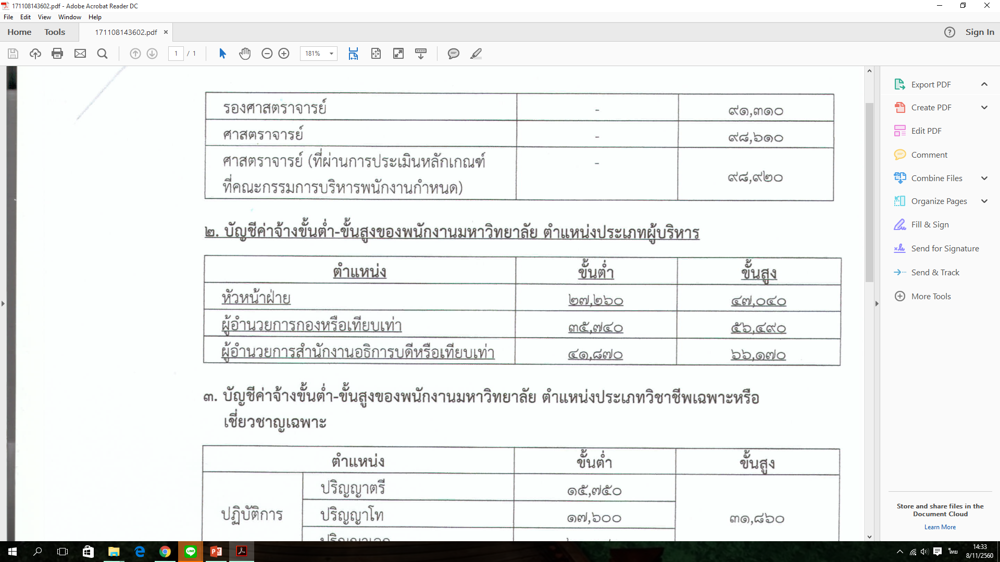 171108143602.pdf - Adobe Acrobat Reader DC
File Edit View Window Help
Home Tools 171108143602.pdf × Sign In
1 / 1 181%
รองศาสตราจารย์ - ๙๑,๓๑๐
ศาสตราจารย์ - ๙๘,๖๑๐
ศาสตราจารย์ (ที่ผ่านการประเมินหลักเกณฑ์ - ๙๘,๙๒๐
ที่คณะกรรมการบริหารพนักงานกำหนด)
๒. บัญชีค่าจ้างขั้นต่ำ-ขั้นสูงของพนักงานมหาวิทยาลัย ตำแหน่งประเภทผู้บริหาร
ตำแหน่ง ขั้นต่ำ ขั้นสูง
หัวหน้าฝ่าย ๒๗,๒๖๐ ๔๗,๐๔๐
ผู้อำนวยการกองหรือเทียบเท่า ๓๕,๗๔๐ ๕๖,๔๙๐
ผู้อำนวยการสำนักงานอธิการบดีหรือเทียบเท่า ๔๑,๘๗๐ ๖๖,๑๗๐
๓. บัญชีค่าจ้างขั้นต่ำ-ขั้นสูงของพนักงานมหาวิทยาลัย ตำแหน่งประเภทวิชาชีพเฉพาะหรือ
เชี่ยวชาญเฉพาะ
ตำแหน่ง ขั้นต่ำ ขั้นสูง
ปริญญาตรี ๑๕,๗๕๐
ปฏิบัติการ ปริญญาโท ๑๗,๖๐๐ ๓๑,๘๖๐
ปริญญาเอก
Export PDF
Create PDF
Edit PDF
Comment
Combine Files
Organize Pages
Fill & Sign
Send for Signature
Send & Track
More Tools
Store and share files in the
Document Cloud
Learn More
ไทย
14:33
8/11/2560